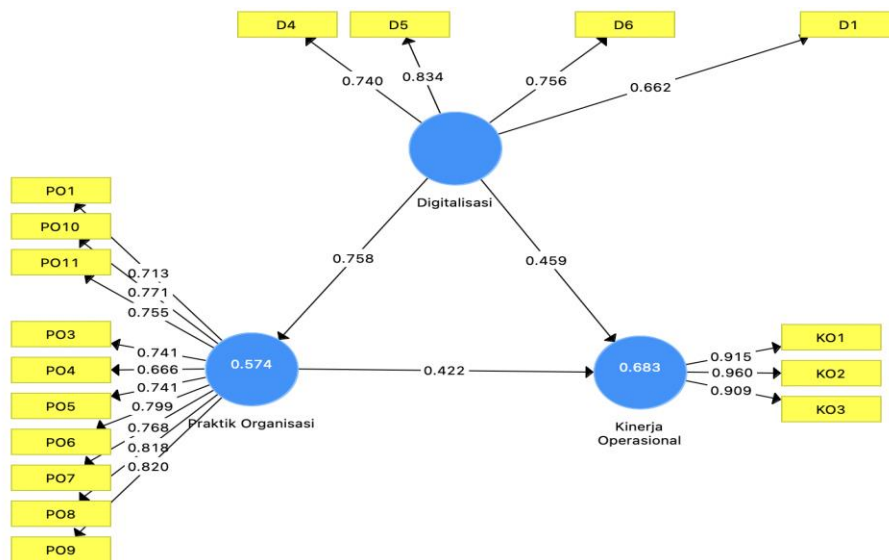 D4
D5
D6
D1
0.740
0.834
0.756
0.662
Digitalisasi
PO1
PO10
PO11
0.758
0.459
0.713
0.771
0.755
PO3
PO4
PO5
PO6
PO7
PO8
PO9
0.741
0.666
0.741
0.799
0.768
0.818
0.820
0.574
Praktik Organisasi
0.422
0.683
Kinerja
Operasional
0.915
0.960
0.909
KO1
KO2
KO3